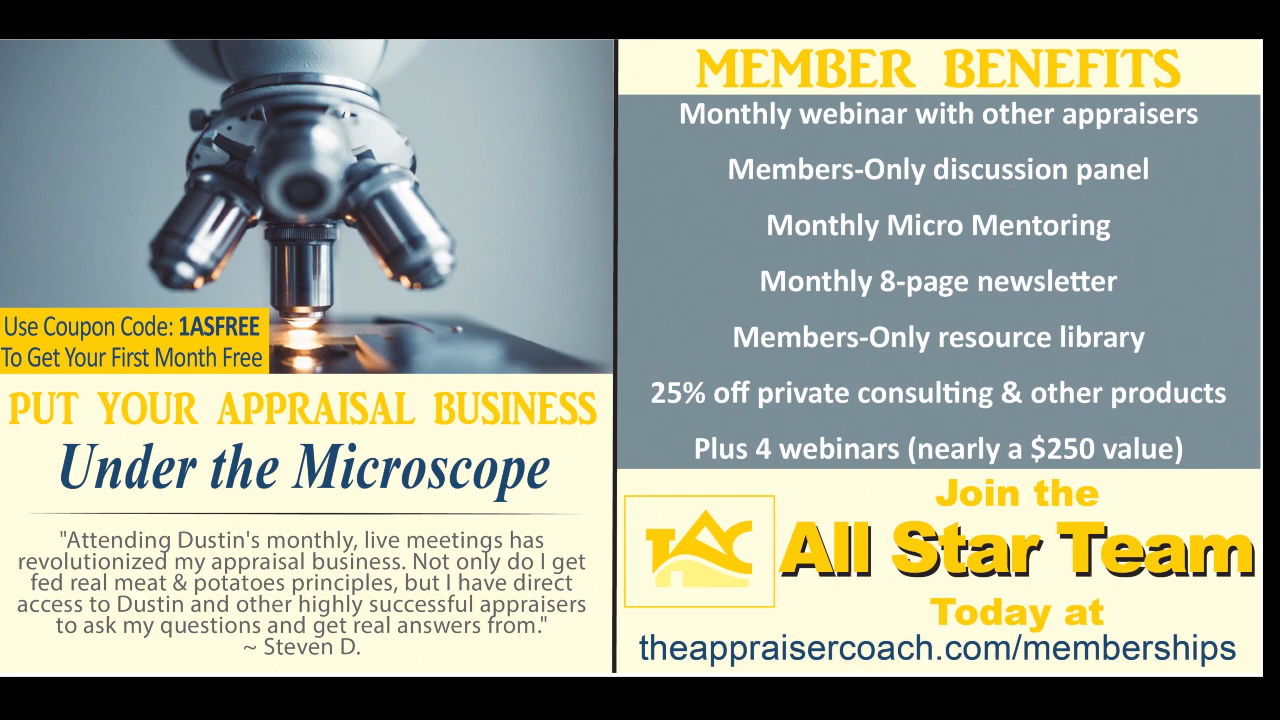 Use Coupon Code: 1ASFREE
To Get Your First Month Free
PUT YOUR APPRAISAL BUSINESS
Under the Microscope
"Attending Dustin's monthly, live meetings has
revolutionized my appraisal business. Not only do I get
fed real meat & potatoes principles, but I have direct
access to Dustin and other highly successful appraisers
to ask my questions and get real answers from."
~ Steven D.
MEMBER BENEFITS
Monthly webinar with other appraisers
Members-Only discussion panel
Monthly Micro Mentoring
Monthly 8-page newsletter
Members-Only resource library
25% off private consulting & other products
Plus 4 webinars (nearly a $250 value)
Join the
TAC
All Star Team
Today at
theappraisercoach.com/memberships